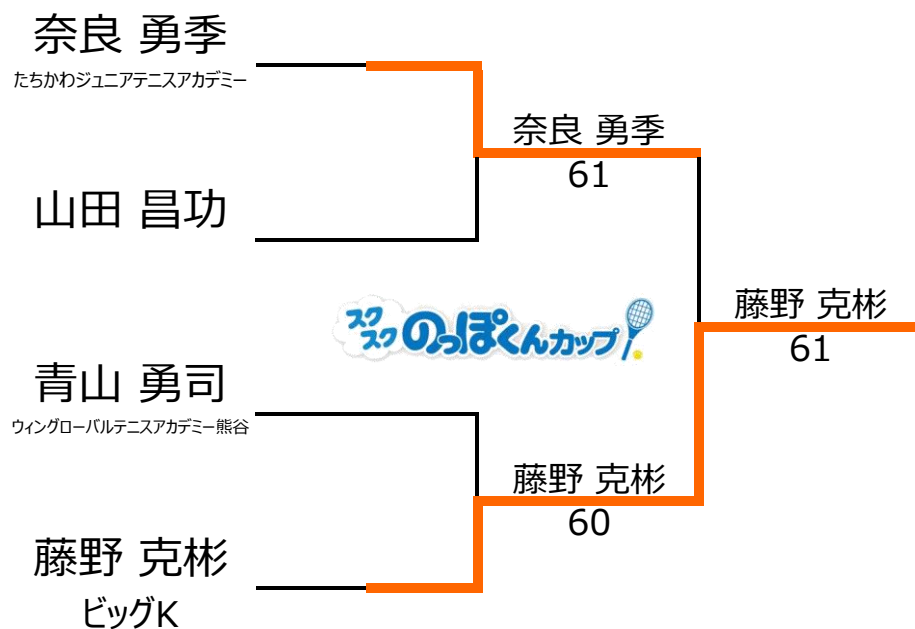 奈良 勇季
たちかわジュニアテニスアカデミー
奈良 勇季
61
山田 昌功
スクスク のっぽくんカップ
藤野 克彬
61
青山 勇司
ウィングローバルテニスアカデミー熊谷
藤野 克彬
60
藤野 克彬
ビッグK